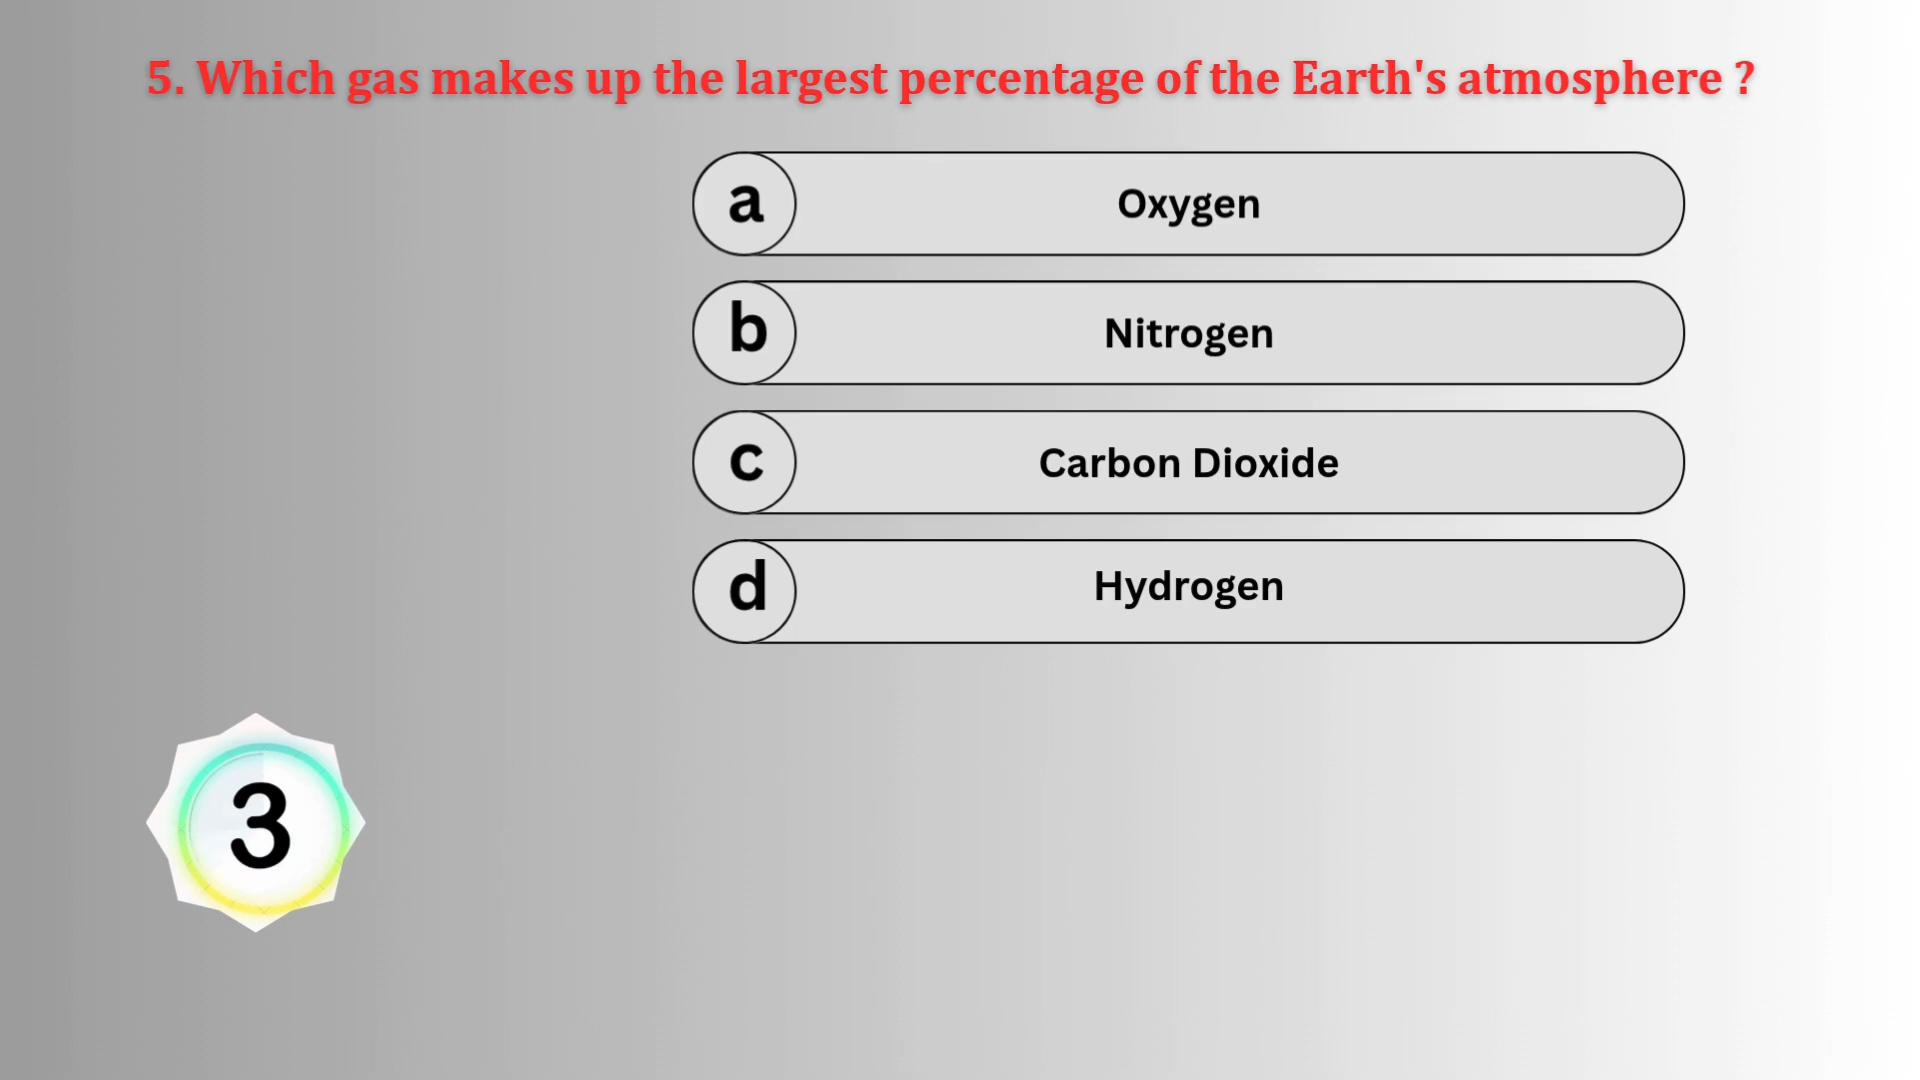 5. Which gas makes up the largest percentage of the Earth's atmosphere ?
a Oxygen
b Nitrogen
c Carbon Dioxide
d Hydrogen
3